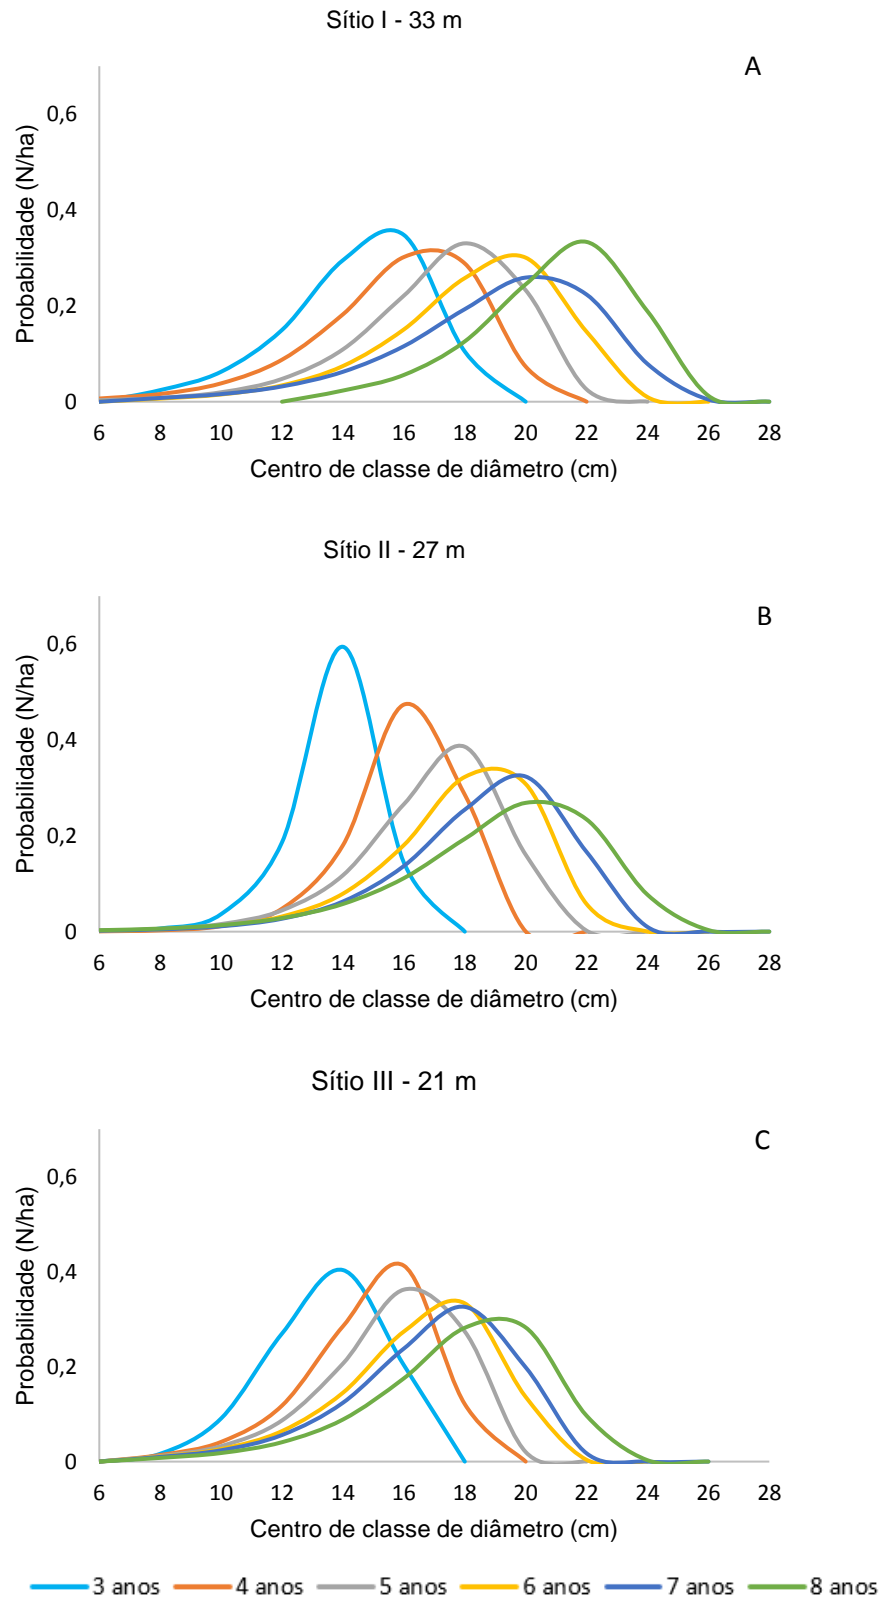 Sítio I - 33 m
A
Probabilidade (N/ha)
0,6
0,4
0,2
0
6 8 10 12 14 16 18 20 22 24 26 28
Centro de classe de diâmetro (cm)
Sítio II - 27 m
B
Probabilidade (N/ha)
0,6
0,4
0,2
0
6 8 10 12 14 16 18 20 22 24 26 28
Centro de classe de diâmetro (cm)
Sítio III - 21 m
C
Probabilidade (N/ha)
0,6
0,4
0,2
0
6 8 10 12 14 16 18 20 22 24 26 28
Centro de classe de diâmetro (cm)
3 anos 4 anos 5 anos 6 anos 7 anos 8 anos